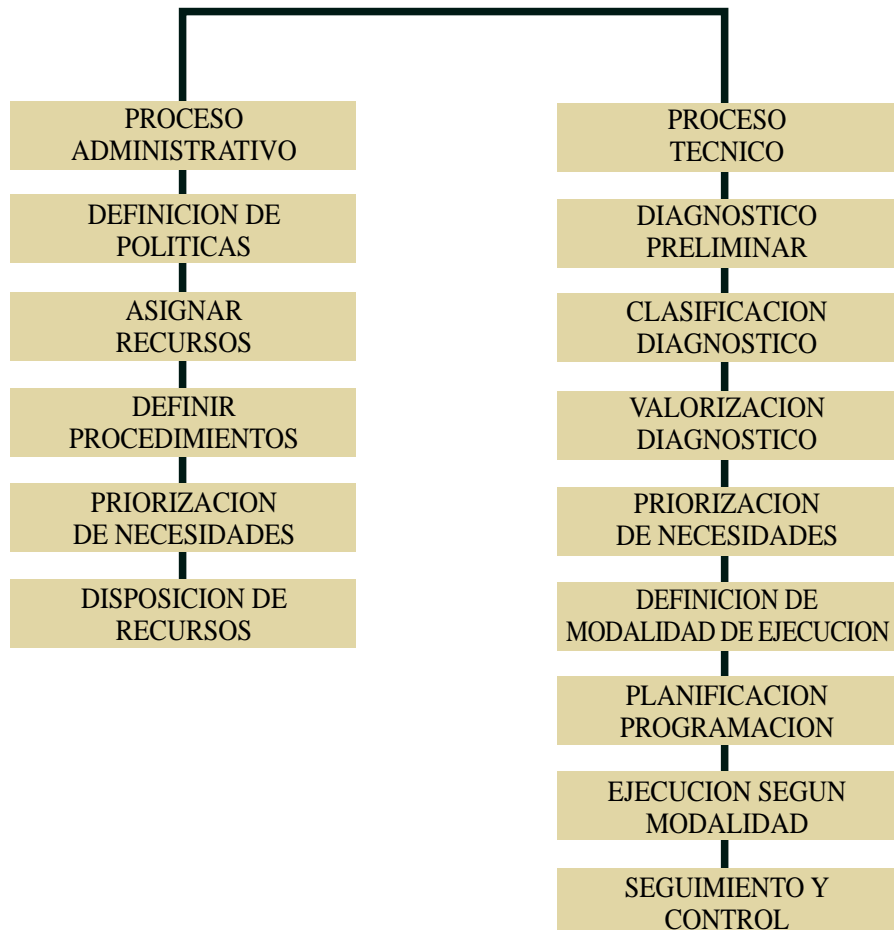 PROCESO
ADMINISTRATIVO
DEFINICION DE
POLITICAS
ASIGNAR
RECURSOS
DEFINIR
PROCEDIMIENTOS
PRIORIZACION
DE NECESIDADES
DISPOSICION DE
RECURSOS
PROCESO
TECNICO
DIAGNOSTICO
PRELIMINAR
CLASIFICACION
DIAGNOSTICO
VALORIZACION
DIAGNOSTICO
PRIORIZACION
DE NECESIDADES
DEFINICION DE
MODALIDAD DE EJECUCION
PLANIFICACION
PROGRAMACION
EJECUCION SEGUN
MODALIDAD
SEGUIMIENTO Y
CONTROL